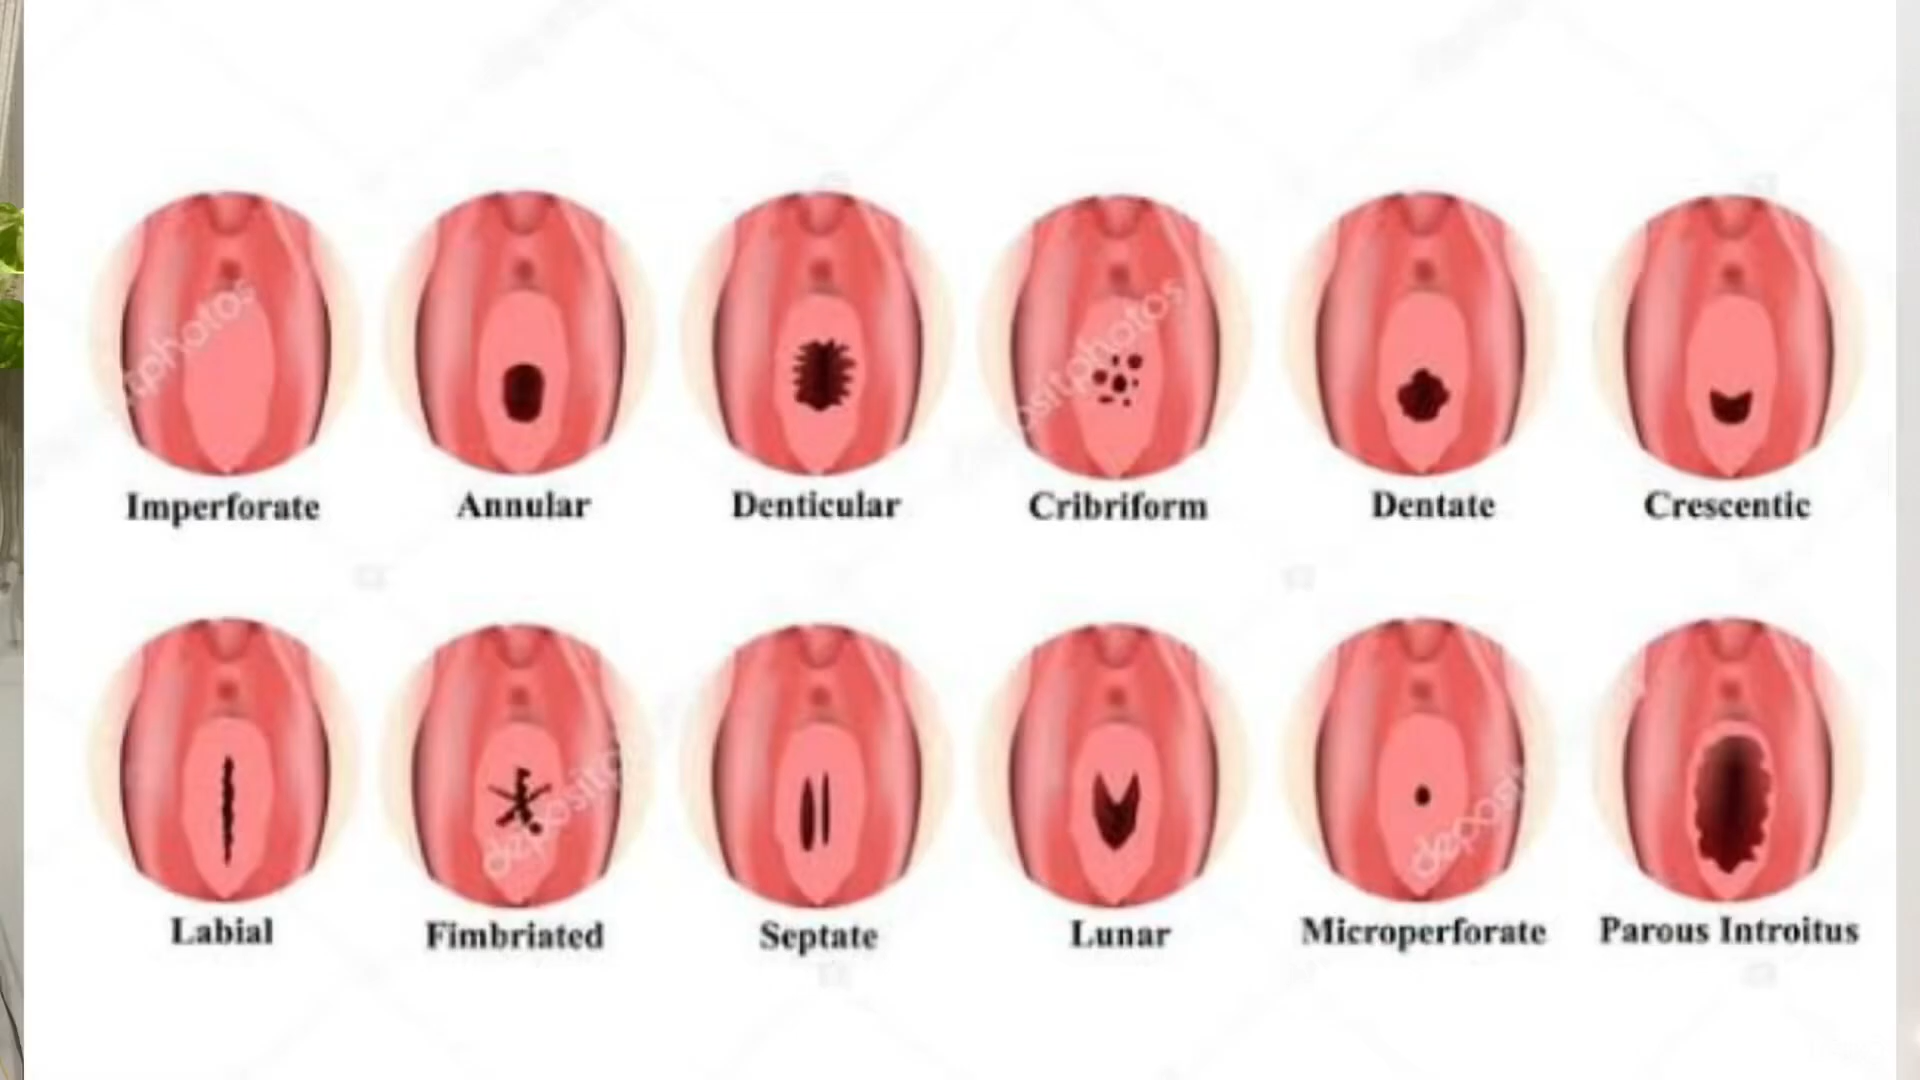 Imperforate
Annular
Denticular
Cribriform
Dentate
Crescentic
Labial
Fimbriated
Septate
Lunar
Microperforate
Parous Introitus